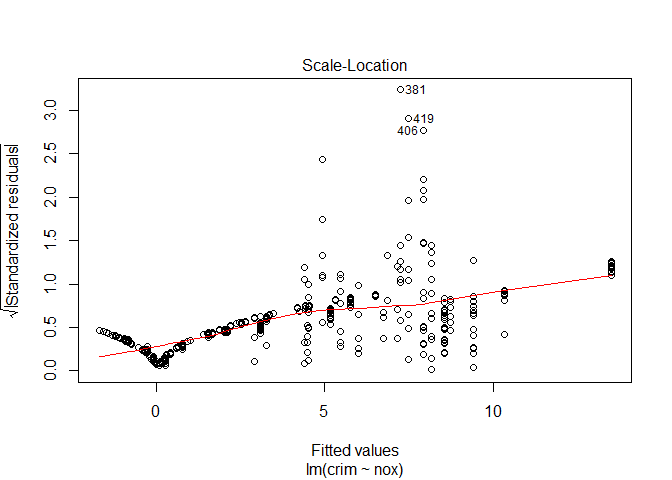 Scale-Location
√|Standardized residuals|
3.0
2.5
2.0
1.5
1.0
0.5
0.0
381
419
406
0 5 10
Fitted values
lm(crim ~ nox)